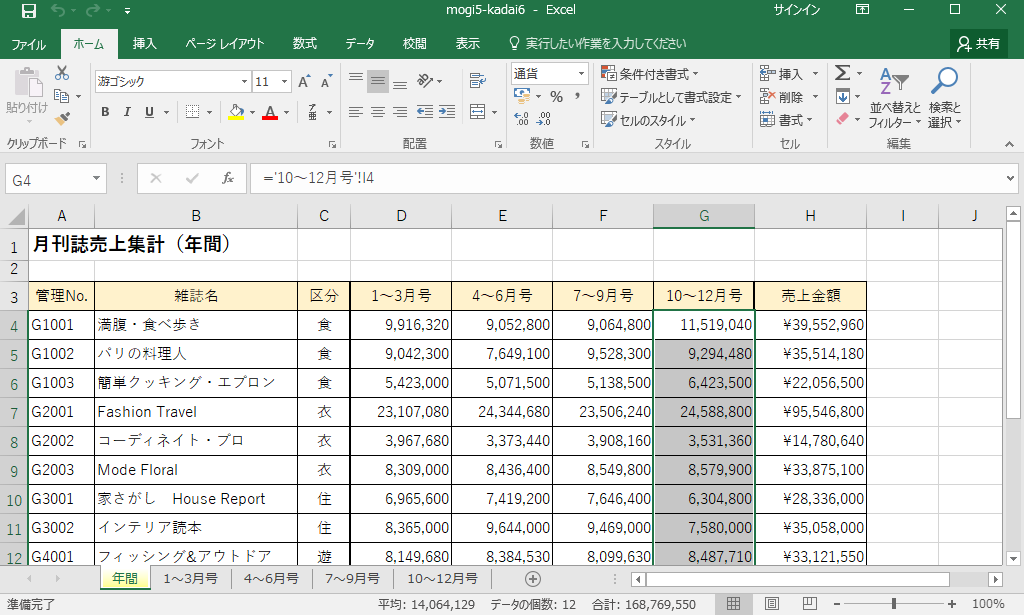 mogi5-kadai6 - Excel
サインイン
ファイル ホーム 挿入 ページ レイアウト 数式 データ 校閲 表示 実行したい作業を入力してください 共有
貼り付け
クリップボード
游ゴシック 11 A A
B I U A 亜
フォント
配置
通貨
% ,
.00 .00
数値
条件付き書式
テーブルとして書式設定
セルのスタイル
スタイル
挿入
削除
書式
セル
Σ
並べ替えと
フィルター
検索と
選択
編集
G4 fx ='10～12月号'!I4
A B C D E F G H I J
1 月刊誌売上集計（年間）
2
3 管理No. 雑誌名 区分 1～3月号 4～6月号 7～9月号 10～12月号 売上金額
4 G1001 満腹・食べ歩き 食 9,916,320 9,052,800 9,064,800 11,519,040 ¥39,552,960
5 G1002 パリの料理人 食 9,042,300 7,649,100 9,528,300 9,294,480 ¥35,514,180
6 G1003 簡単クッキング・エプロン 食 5,423,000 5,071,500 5,138,500 6,423,500 ¥22,056,500
7 G2001 Fashion Travel 衣 23,107,080 24,344,680 23,506,240 24,588,800 ¥95,546,800
8 G2002 コーディネイト・プロ 衣 3,967,680 3,373,440 3,908,160 3,531,360 ¥14,780,640
9 G2003 Mode Floral 衣 8,309,000 8,436,400 8,549,800 8,579,900 ¥33,875,100
10 G3001 家さがし　House Report 住 6,965,600 7,419,200 7,646,400 6,304,800 ¥28,336,000
11 G3002 インテリア読本 住 8,365,000 9,644,000 9,469,000 7,580,000 ¥35,058,000
12 G4001 フィッシング&アウトドア 遊 8,149,680 8,384,530 8,099,630 8,487,710 ¥33,121,550
年間 1～3月号 4～6月号 7～9月号 10～12月号
準備完了 平均: 14,064,129 データの個数: 12 合計: 168,769,550 100%